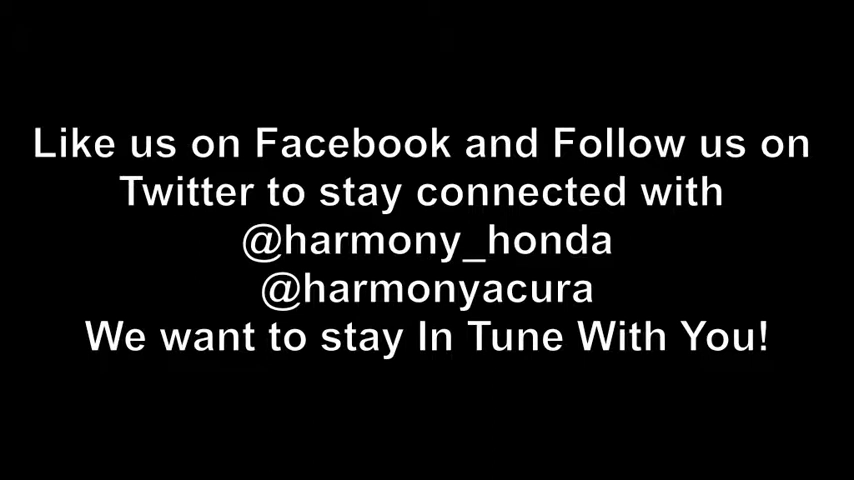 Like us on Facebook and Follow us on
Twitter to stay connected with
@harmony_honda
@harmonyacura
We want to stay In Tune With You!